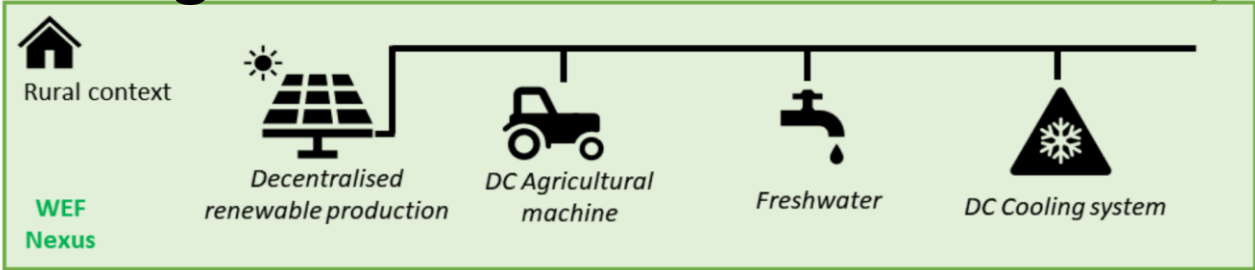 Rural context
WEF
Nexus
Decentralised
renewable production
DC Agricultural
machine
Freshwater
DC Cooling system